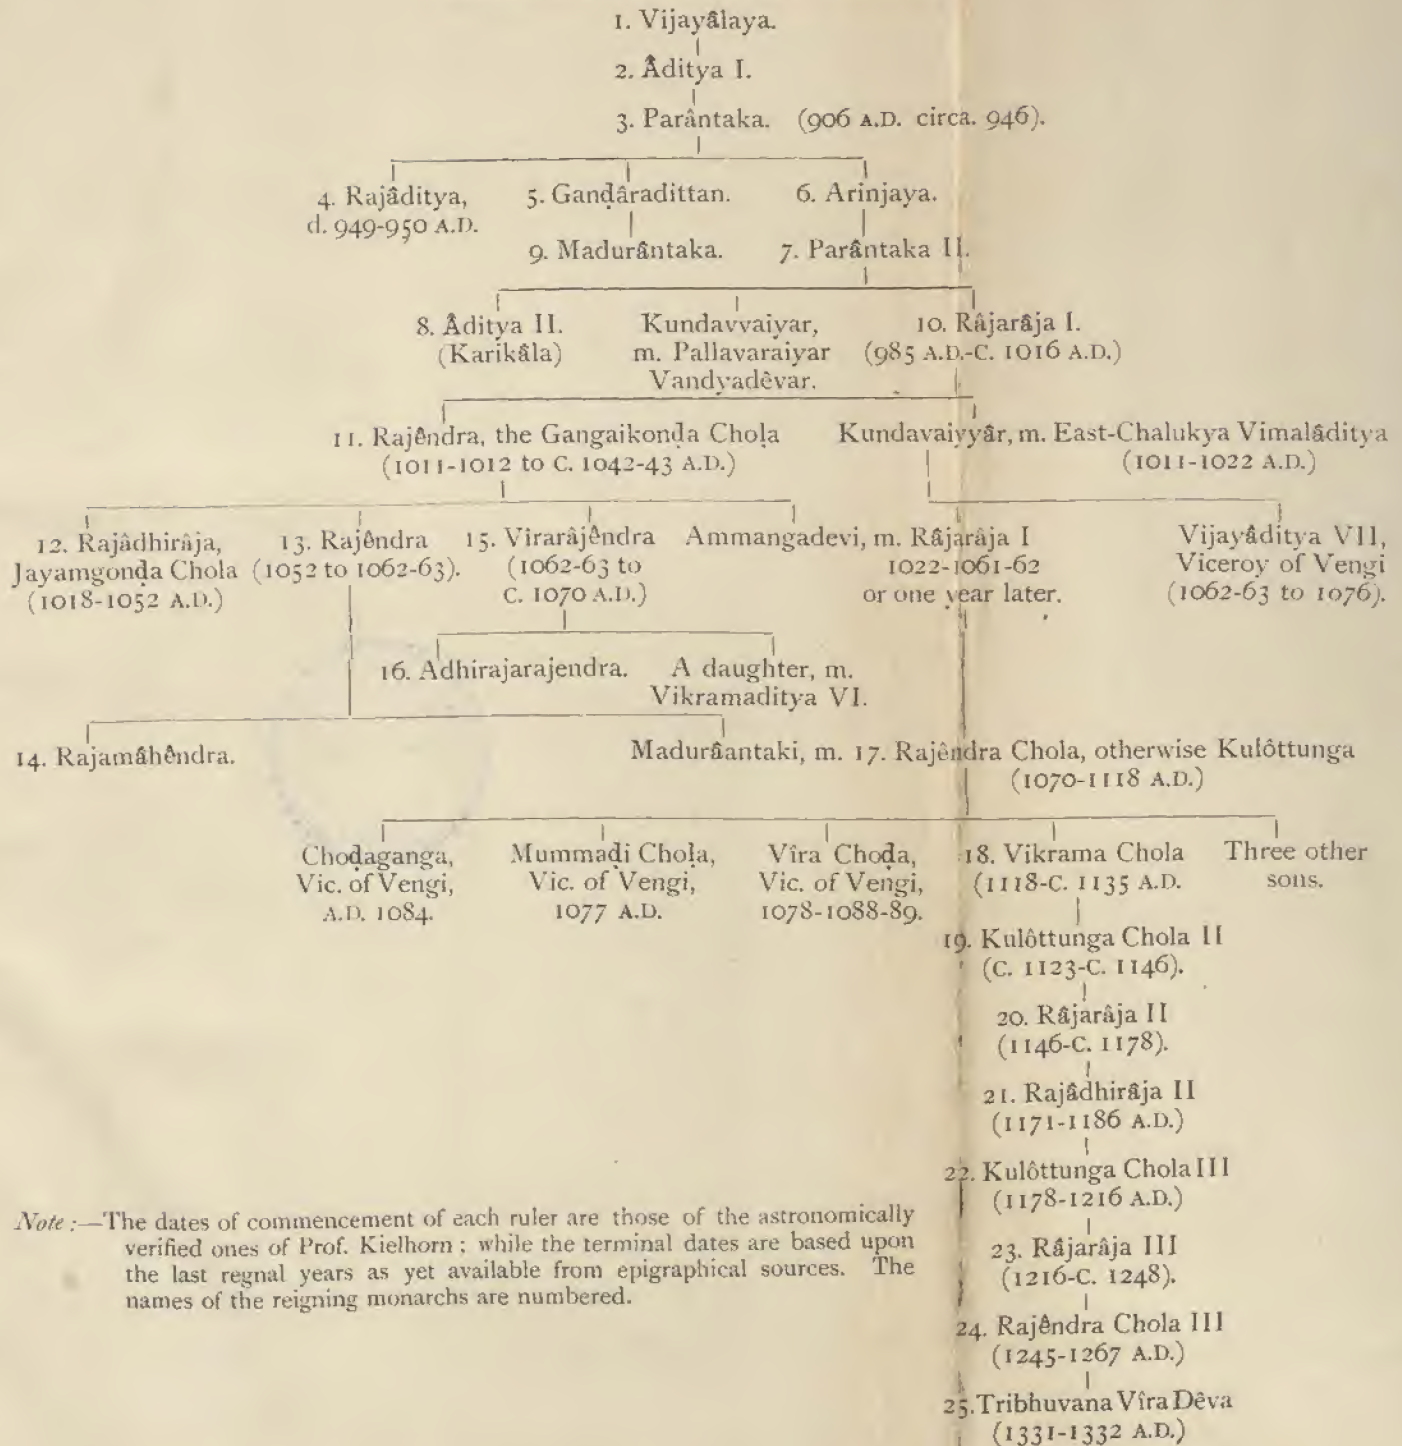 1. Vijayâlaya.
2. Âditya I.
3. Parântaka. (906 A.D. circa. 946).
4. Rajâditya, 5. Gaṇḍâradittan. 6. Arinjaya.
d. 949-950 A.D.
9. Madurântaka. 7. Parântaka II.
8. Âditya II. Kundavvaiyar, 10. Râjarâja I.
(Karikâla) m. Pallavaraiyar (985 A.D.-C. 1016 A.D.)
Vandyadêvar.
11. Rajêndra, the Gangaikoṇḍa Choḷa Kundavaiyyâr, m. East-Chalukya Vimalâditya
(1011-1012 to C. 1042-43 A.D.) (1011-1022 A.D.)
12. Rajâdhirâja, 13. Rajêndra 15. Virarâjêndra Ammangadevi, m. Râjarâja I Vijayâditya VII,
Jayamgoṇḍa Chola (1052 to 1062-63). (1062-63 to 1022-1061-62 Viceroy of Vengi
(1018-1052 A.D.) C. 1070 A.D.) or one year later. (1062-63 to 1076).
16. Adhirajarajendra. A daughter, m.
Vikramaditya VI.
14. Rajamâhêndra. Madurâantaki, m. 17. Rajêndra Chola, otherwise Kulôttunga
(1070-1118 A.D.)
Choḍaganga, Mummaḍi Choḷa, Vîra Choḍa, 18. Vikrama Chola Three other
Vic. of Vengi, Vic. of Vengi, Vic. of Vengi, (1118-C. 1135 A.D. sons.
A.D. 1084. 1077 A.D. 1078-1088-89.
19. Kulôttunga Chola II
(C. 1123-C. 1146).
20. Râjarâja II
(1146-C. 1178).
21. Rajâdhirâja II
(1171-1186 A.D.)
22. Kulôttunga Chola III
(1178-1216 A.D.)
Note :—The dates of commencement of each ruler are those of the astronomically
verified ones of Prof. Kielhorn ; while the terminal dates are based upon
the last regnal years as yet available from epigraphical sources. The
names of the reigning monarchs are numbered.
23. Râjarâja III
(1216-C. 1248).
24. Rajêndra Chola III
(1245-1267 A.D.)
25. Tribhuvana Vîra Dêva
(1331-1332 A.D.)